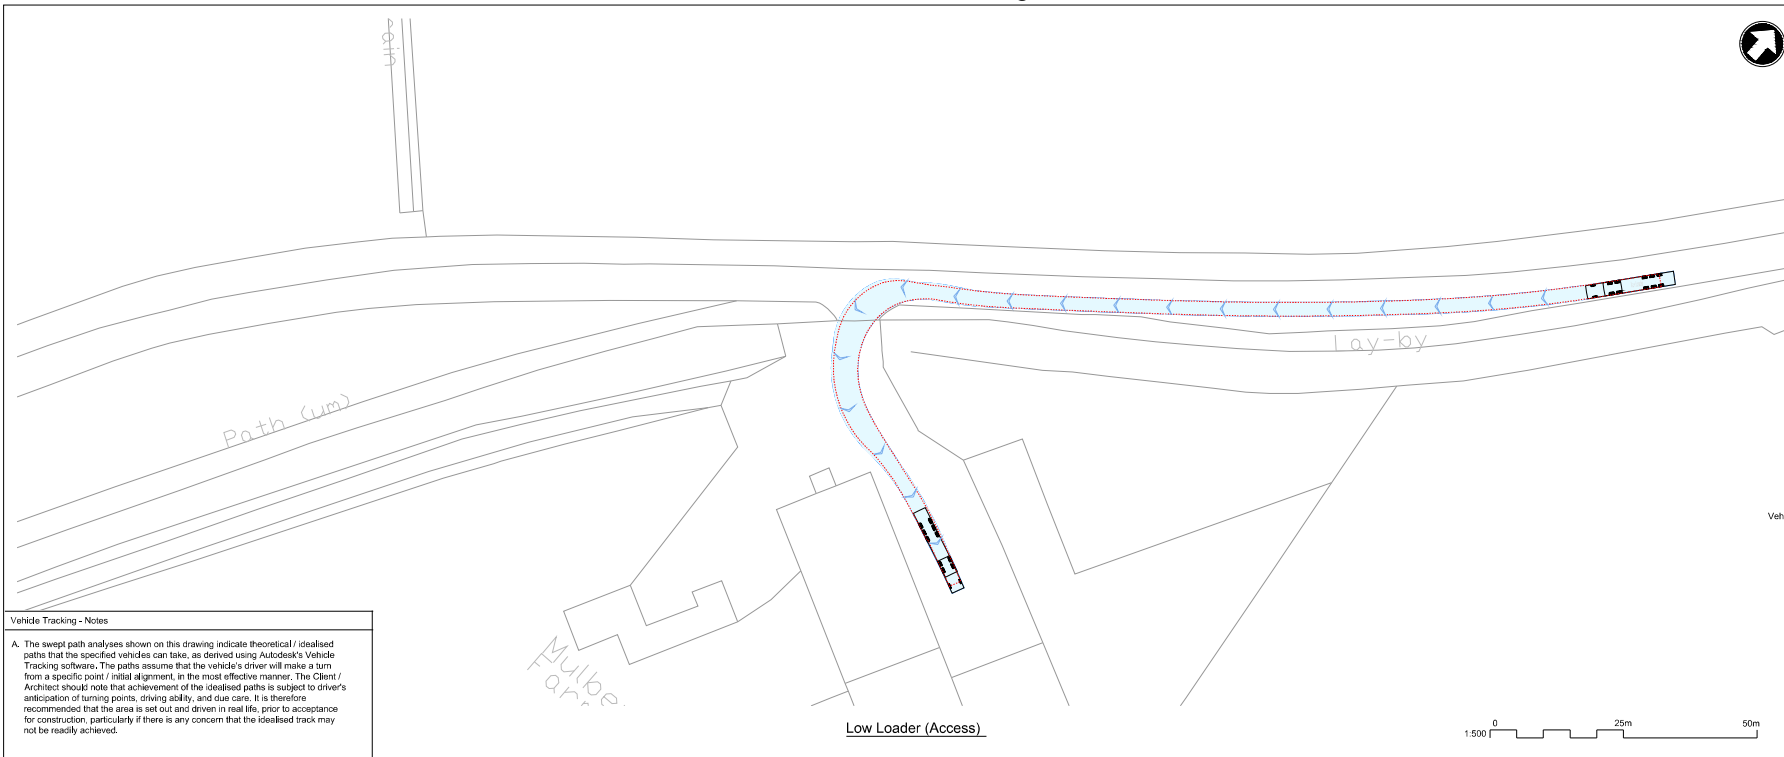 Path (um)
Lay-by
Veh
Vehicle Tracking - Notes
A. The swept path analyses shown on this drawing indicate theoretical / idealised
paths that the specified vehicles can take, as derived using Autodesk's Vehicle
Tracking software. The paths assume that the vehicle's driver will make a turn
from a specific point / initial alignment, in the most effective manner. The Client /
Architect should note that achievement of the idealised paths is subject to driver's
anticipation of turning points, driving ability, and due care. It is therefore
recommended that the area is set out and driven in real life, prior to acceptance
for construction, particularly if there is any concern that the idealised track may
not be readily achieved.
Mulbe
Low Loader (Access)
0 25m 50m
1:500